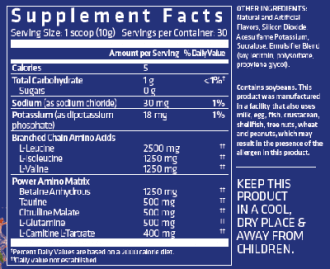 Supplement Facts
Serving Size: 1 scoop (10g) Servings per Container: 30
Amount per Serving % Daily Value
Calories 5
Total Carbohydrate 1 g <1%†
Sugars 0 g
Sodium (as sodium chloride) 30 mg 1%
Potassium (as dipotassium 18 mg 1%
phosphate)
Branched Chain Amino Acids
L-Leucine 2500 mg ††
L-Isoleucine 1250 mg ††
L-Valine 1250 mg ††
Power Amino Matrix
Betaine Anhydrous 1250 mg ††
Taurine 500 mg ††
Citrulline Malate 500 mg ††
L-Glutamine 500 mg ††
L-Carnitine L-Tartrate 400 mg ††
†Percent Daily Values are based on a 2000 calorie diet.
††Daily value not established
OTHER INGREDIENTS:
Natural and Artificial
Flavors, Silicon Dioxide
Acesulfame Potassium,
Sucralose, Emulsifier Blend
(soy lecithin, polysorbate,
propylene glycol).
Contains soybeans. This
product was manufactured
in a facility that also uses
milk, egg, fish, crustacean,
shellfish, tree nuts, wheat
and peanuts, which may
result in the presence of the
allergen in this product.
KEEP THIS
PRODUCT
IN A COOL,
DRY PLACE &
AWAY FROM
CHILDREN.